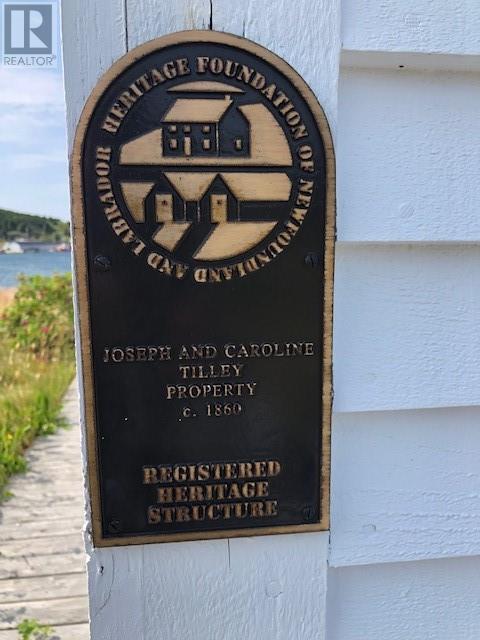 R
REALTOR®
HERITAGE FOUNDATION OF NEWFOUNDLAND AND LABRADOR
JOSEPH AND CAROLINE
TILLEY
PROPERTY
c. 1860
REGISTERED
HERITAGE
STRUCTURE